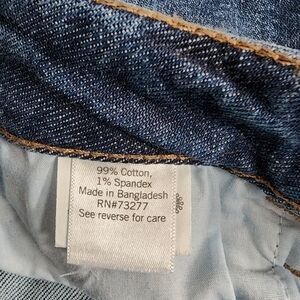 99% Cotton,
1% Spandex
Made in Bangladesh
RN#73277
See reverse for care